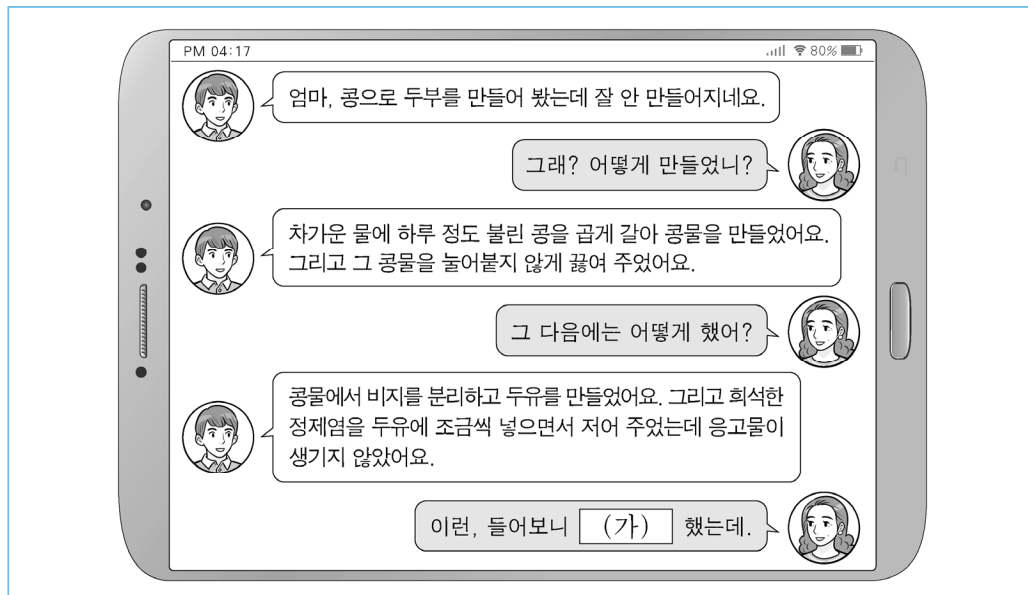 PM 04:17
80%
엄마, 콩으로 두부를 만들어 봤는데 잘 안 만들어지네요.
그래? 어떻게 만들었니?
차가운 물에 하루 정도 불린 콩을 곱게 갈아 콩물을 만들었어요.
그리고 그 콩물을 눌어붙지 않게 끓여 주었어요.
그 다음에는 어떻게 했어?
콩물에서 비지를 분리하고 두유를 만들었어요. 그리고 희석한
정제염을 두유에 조금씩 넣으면서 저어 주었는데 응고물이
생기지 않았어요.
이런, 들어보니 (가) 했는데.